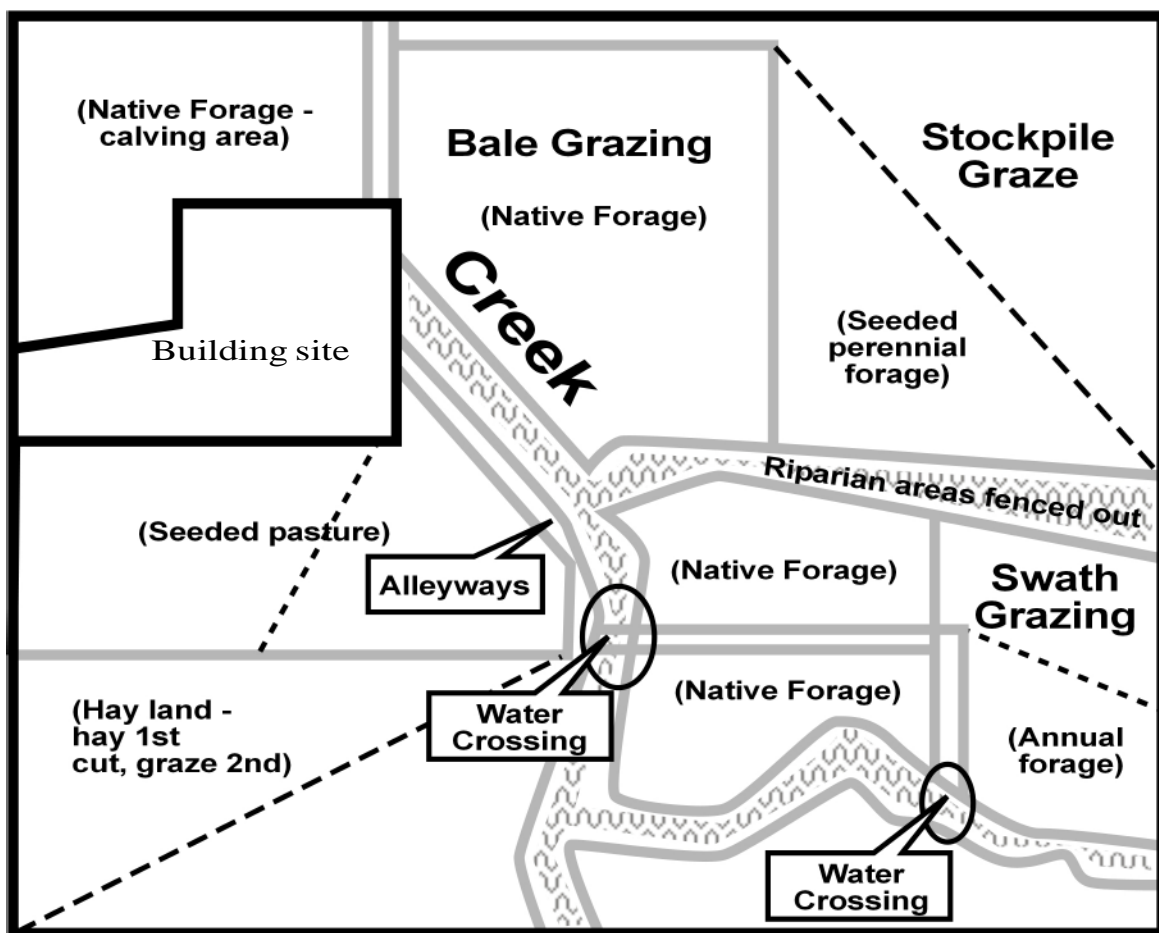 (Native Forage -
calving area)
Bale Grazing
(Native Forage)
Stockpile
Graze
Creek
(Seeded
perennial
forage)
Building site
Riparian areas fenced out
(Seeded pasture)
Alleyways
(Native Forage)
Swath
Grazing
(Native Forage)
Water
Crossing
(Hay land -
hay 1st
cut, graze 2nd)
(Annual
forage)
Water
Crossing